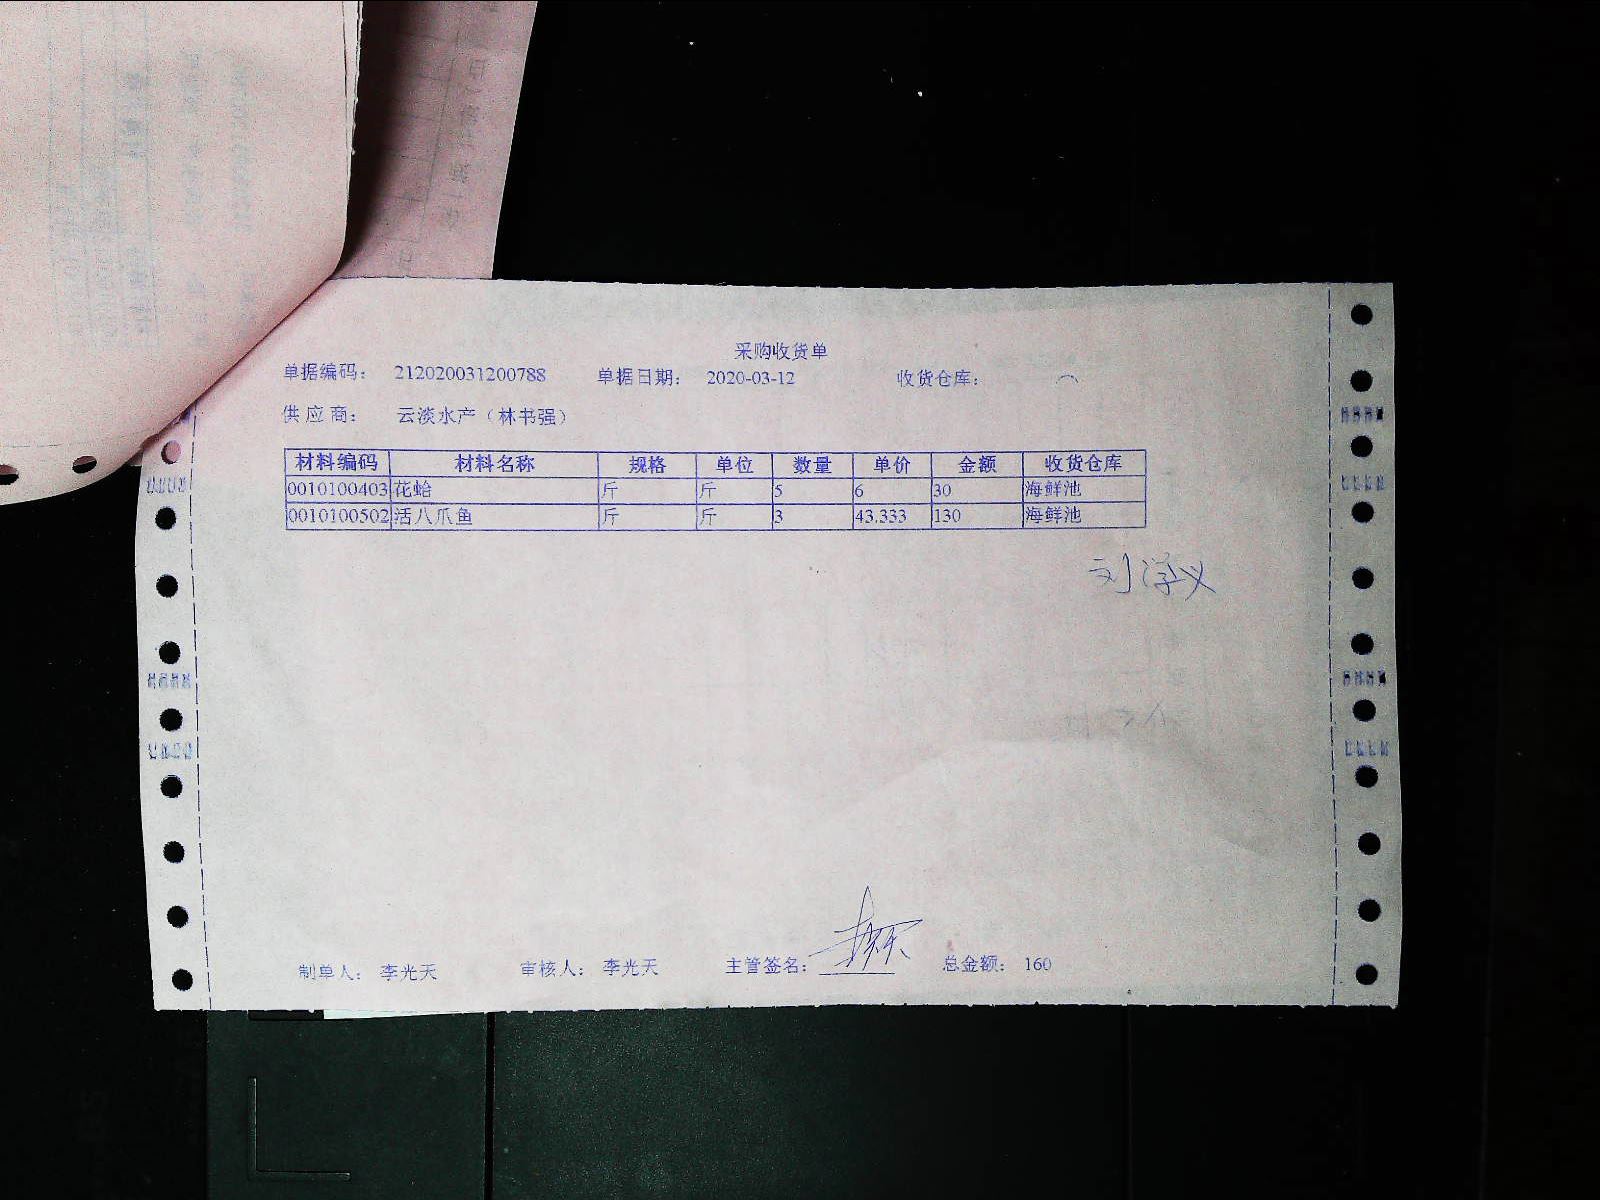 采购收货单
单据编码： 212020031200788 单据日期： 2020-03-12 收货仓库：
供应商： 云淡水产（林书强）
材料编码 材料名称 规格 单位 数量 单价 金额 收货仓库
0010100403 花蛤 斤 斤 5 6 30 海鲜池
0010100502 活八爪鱼 斤 斤 3 43.333 130 海鲜池
刘学义
制单人： 李光天 审核人： 李光天 主管签名： 总金额： 160